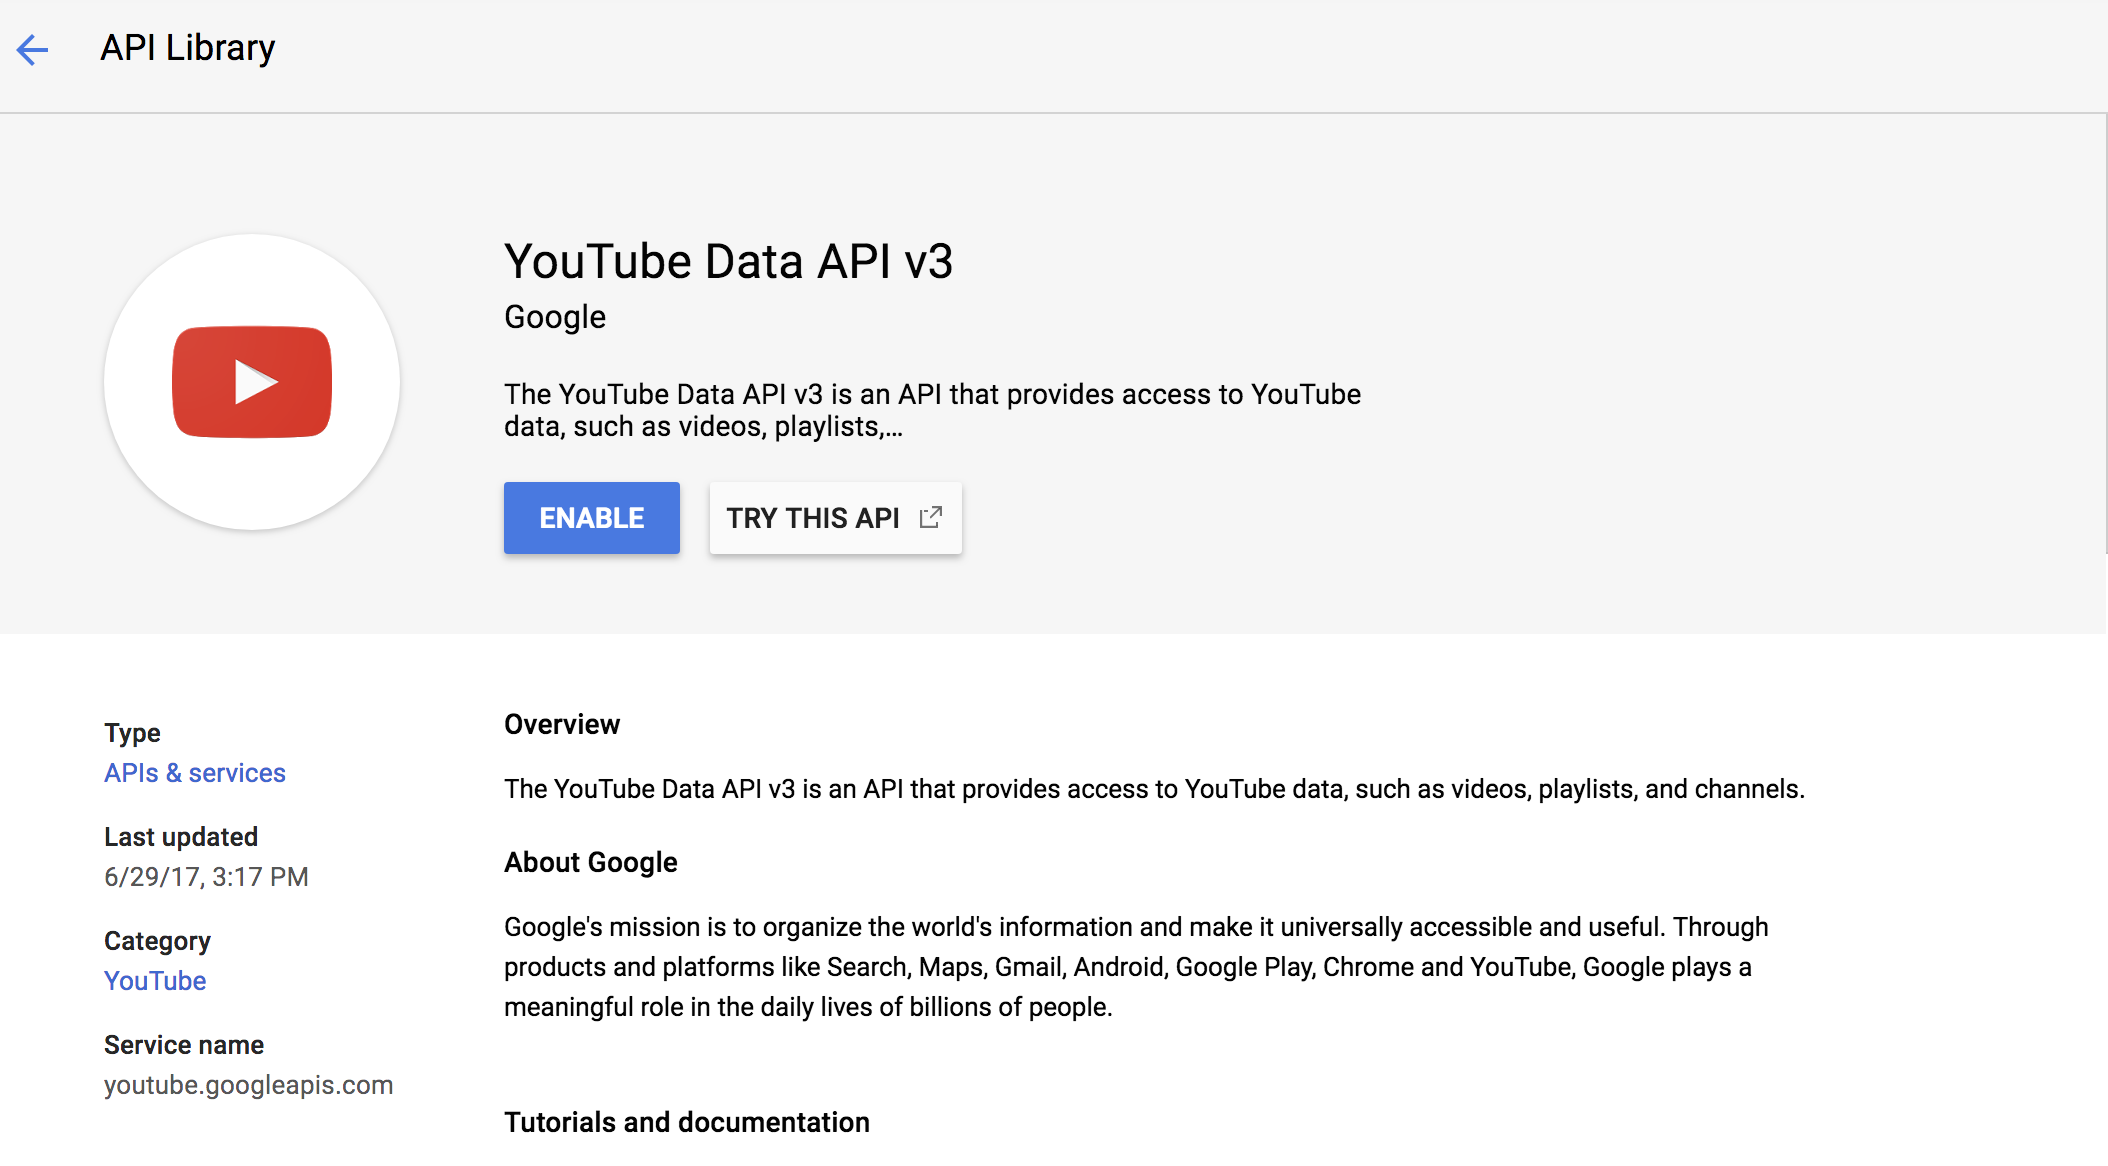 API Library
YouTube Data API v3
Google
The YouTube Data API v3 is an API that provides access to YouTube
data, such as videos, playlists,...
ENABLE
TRY THIS API
Type
APIs & services
Last updated
6/29/17, 3:17 PM
Category
YouTube
Service name
youtube.googleapis.com
Overview
The YouTube Data API v3 is an API that provides access to YouTube data, such as videos, playlists, and channels.
About Google
Google's mission is to organize the world's information and make it universally accessible and useful. Through
products and platforms like Search, Maps, Gmail, Android, Google Play, Chrome and YouTube, Google plays a
meaningful role in the daily lives of billions of people.
Tutorials and documentation